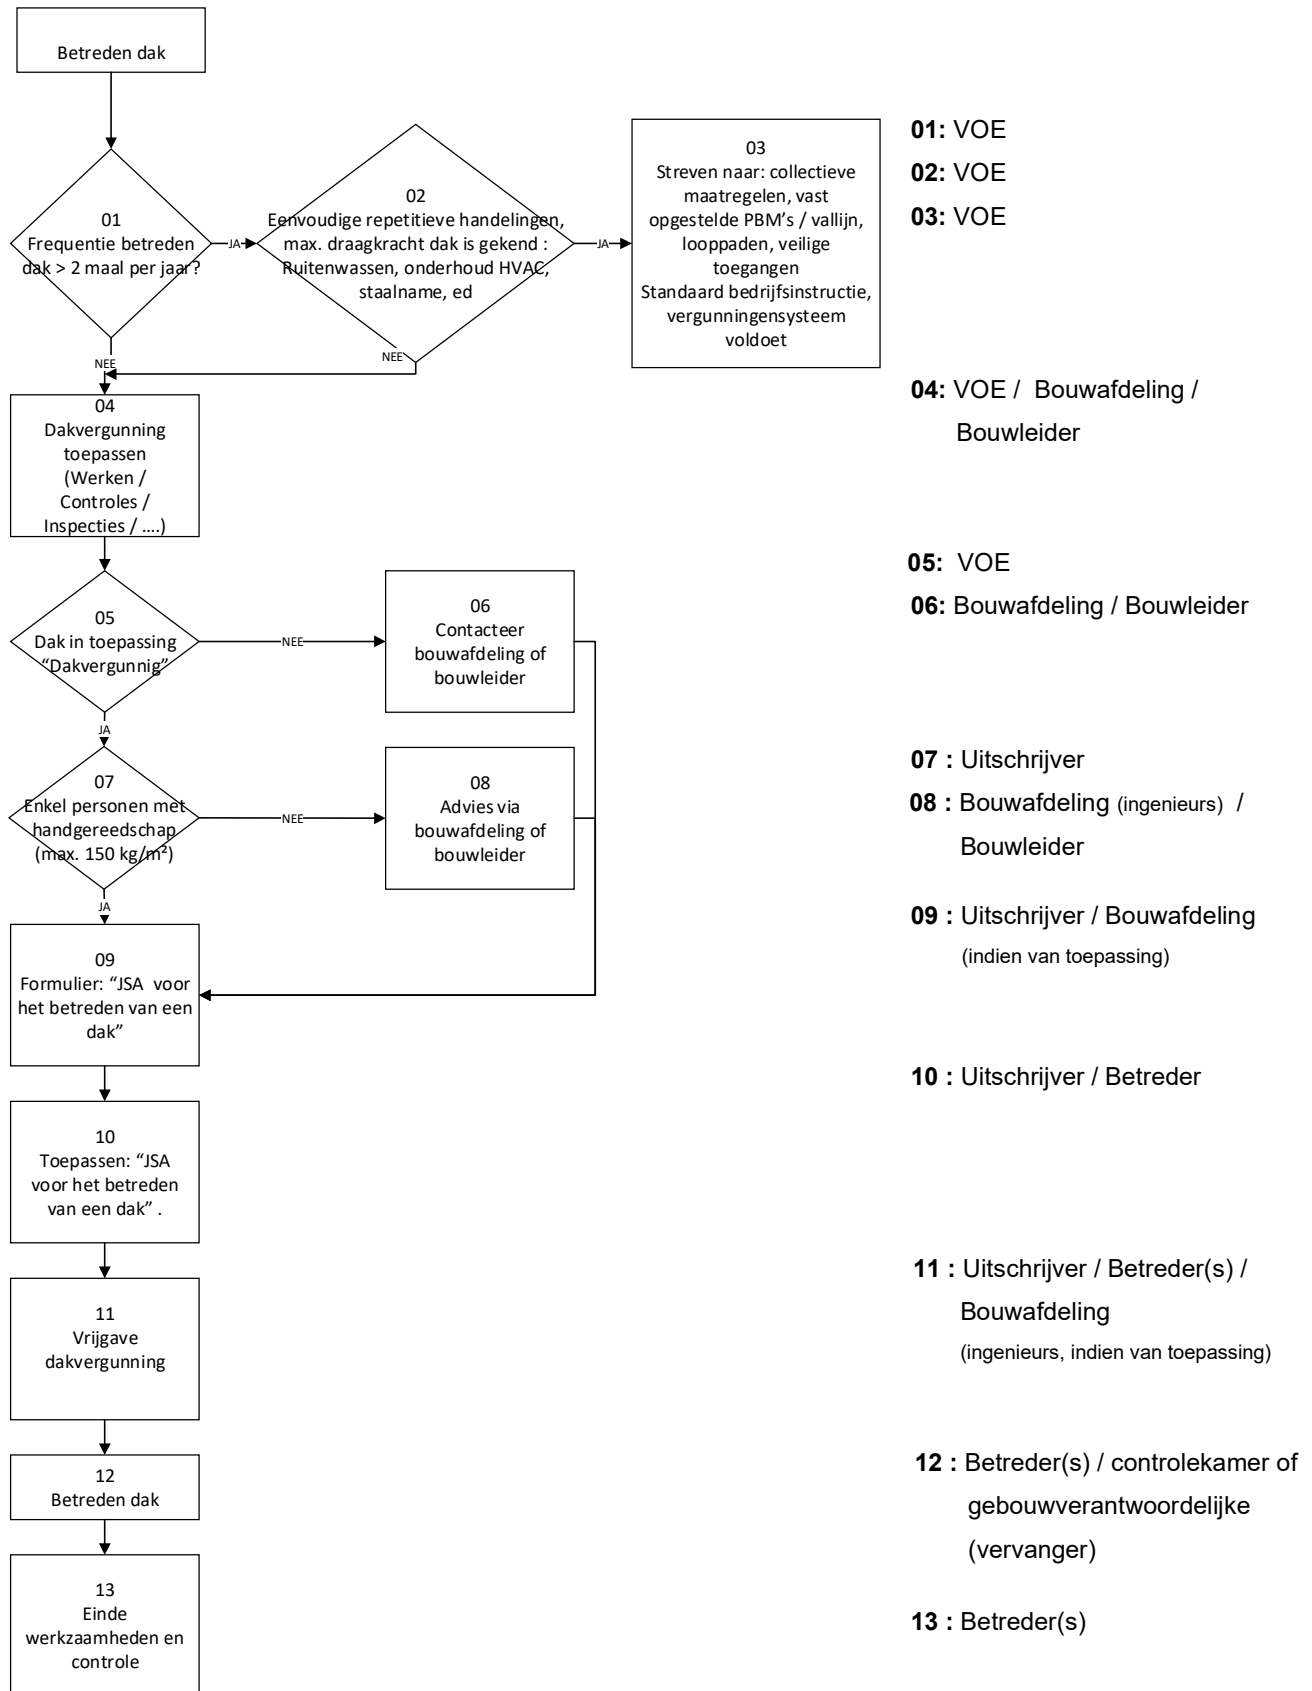 Betreden dak
01
Frequentie betreden
dak > 2 maal per jaar?
JA
NEE
02
Eenvoudige repetitieve handelingen,
max. draagkracht dak is gekend :
Ruitenwassen, onderhoud HVAC,
staalname, ed
JA
NEE
03
Streven naar: collectieve
maatregelen, vast
opgestelde PBM's / vallijn,
looppaden, veilige
toegangen
Standaard bedrijfsinstructie,
vergunningensysteem
voldoet
01: VOE
02: VOE
03: VOE
04
Dakvergunning
toepassen
(Werken /
Controles /
Inspecties / ....)
04: VOE / Bouwafdeling /
Bouwleider
05
Dak in toepassing
“Dakvergunnig”
NEE
JA
06
Contacteer
bouwafdeling of
bouwleider
05: VOE
06: Bouwafdeling / Bouwleider
07
Enkel personen met
handgereedschap
(max. 150 kg/m²)
NEE
JA
08
Advies via
bouwafdeling of
bouwleider
07 : Uitschrijver
08 : Bouwafdeling (ingenieurs) /
Bouwleider
09
Formulier: “JSA voor
het betreden van een
dak”
09 : Uitschrijver / Bouwafdeling
(indien van toepassing)
10
Toepassen: “JSA
voor het betreden
van een dak” .
10 : Uitschrijver / Betreder
11
Vrijgave
dakvergunning
11 : Uitschrijver / Betreder(s) /
Bouwafdeling
(ingenieurs, indien van toepassing)
12
Betreden dak
12 : Betreder(s) / controlekamer of
gebouwverantwoordelijke
(vervanger)
13
Einde
werkzaamheden en
controle
13 : Betreder(s)